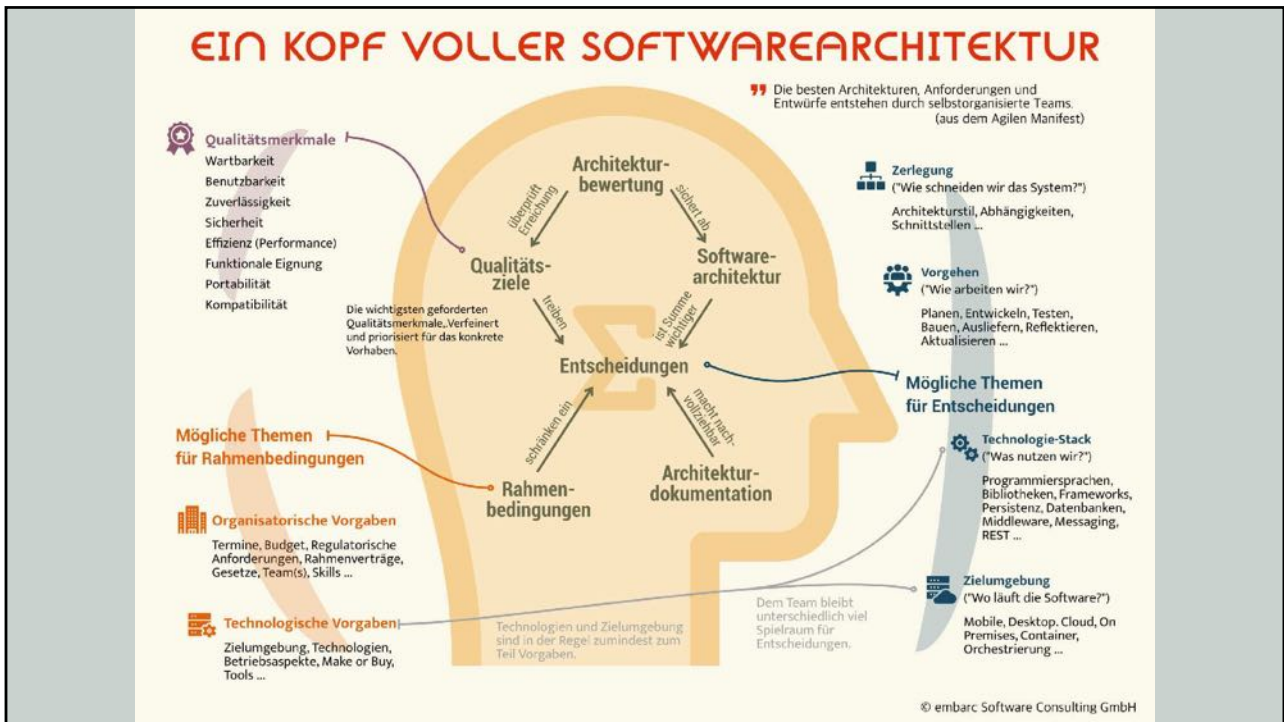 EIN KOPF VOLLER SOFTWAREARCHITEKTUR
Die besten Architekturen, Anforderungen und
Entwürfe entstehen durch selbstorganisierte Teams.
(aus dem Agilen Manifest)
Qualitätsmerkmale
Wartbarkeit
Benutzbarkeit
Zuverlässigkeit
Sicherheit
Effizienz (Performance)
Funktionale Eignung
Portabilität
Kompatibilität
Die wichtigsten geforderten
Qualitätsmerkmale,.Verfeinert
und priorisiert für das konkrete
Vorhaben.
Architektur-
bewertung
überprüft
Erreichung
sichert ab
Qualitäts-
ziele
Software-
architektur
treiben
ist Summe
wichtiger
Entscheidungen
schränken ein
macht nach-
vollziehbar
Rahmen-
bedingungen
Architektur-
dokumentation
Mögliche Themen
für Rahmenbedingungen
Organisatorische Vorgaben
Termine, Budget, Regulatorische
Anforderungen, Rahmenverträge,
Gesetze, Team(s), Skills ...
Technologische Vorgaben
Zielumgebung, Technologien,
Betriebsaspekte, Make or Buy,
Tools ...
Technologien und Zielumgebung
sind in der Regel zumindest zum
Teil Vorgaben.
Dem Team bleibt
unterschiedlich viel
Spielraum für
Entscheidungen.
Zerlegung
("Wie schneiden wir das System?")
Architekturstil, Abhängigkeiten,
Schnittstellen ...
Vorgehen
("Wie arbeiten wir?")
Planen, Entwickeln, Testen,
Bauen, Ausliefern, Reflektieren,
Aktualisieren ...
Mögliche Themen
für Entscheidungen
Technologie-Stack
("Was nutzen wir?")
Programmiersprachen,
Bibliotheken, Frameworks,
Persistenz, Datenbanken,
Middleware, Messaging,
REST ...
Zielumgebung
("Wo läuft die Software?")
Mobile, Desktop. Cloud, On
Premises, Container,
Orchestrierung ...
© embarc Software Consulting GmbH